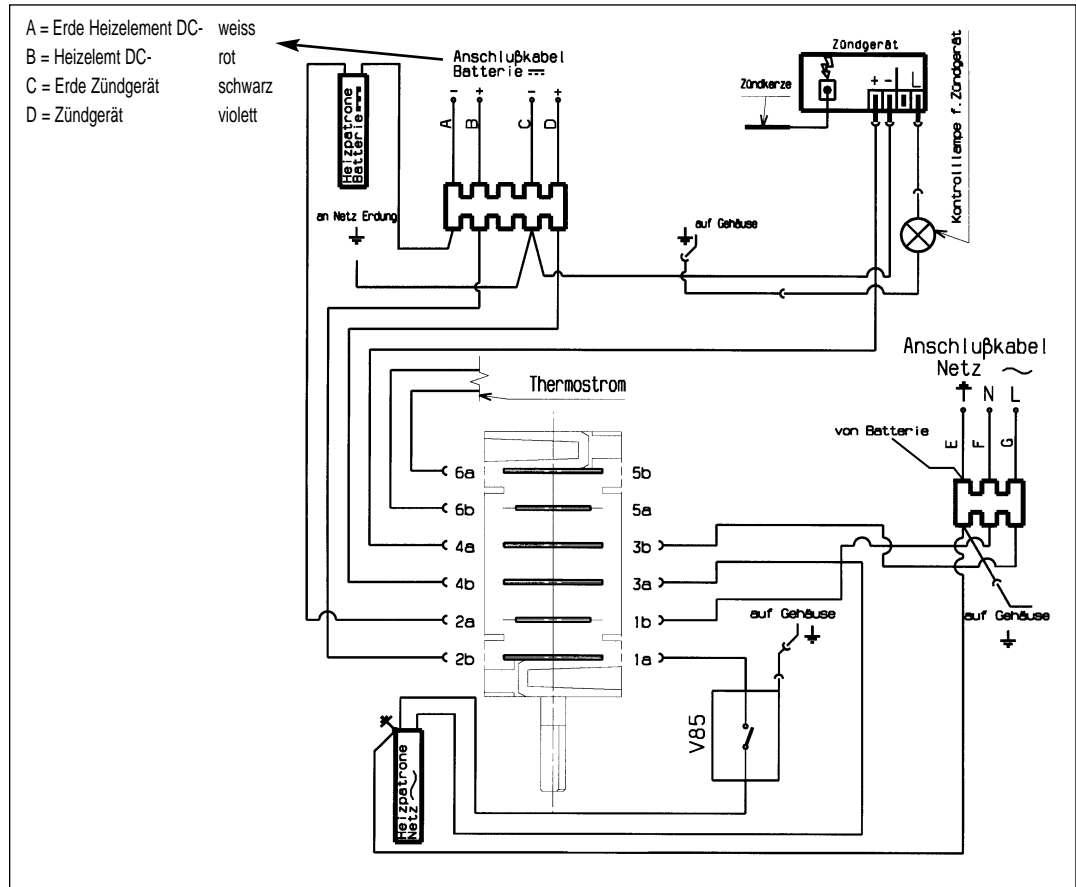 A = Erde Heizelement DC- weiss
B = Heizelemt DC- rot
C = Erde Zündgerät schwarz
D = Zündgerät violett
Anschlußkabel
Batterie
- + - +
A B C D
Heizpatrone
Batterie
an Netz Erdung
Zündgerät
+ - L
Zündkerze
Kontrolllampe f. Zündgerät
auf Gehäuse
Anschlußkabel
Netz ~
N L
von Batterie
E F G
Thermostrom
6a 5b
6b 5a
4a 3b
4b 3a
2a 1b
2b 1a
auf Gehäuse
auf Gehäuse
V85
Heizpatrone
Netz ~